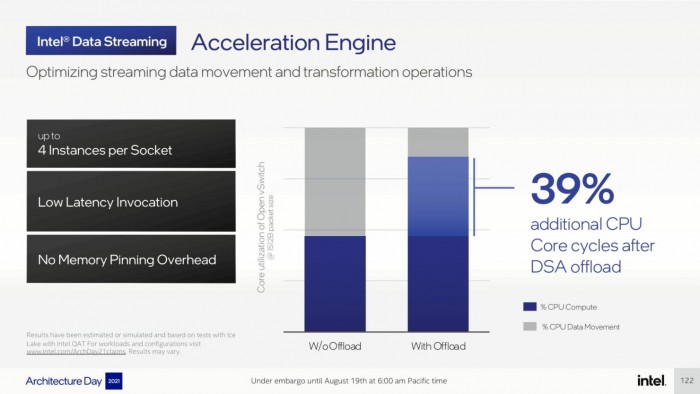 Intel® Data Streaming
Acceleration Engine
Optimizing streaming data movement and transformation operations
up to
4 Instances per Socket
Low Latency Invocation
No Memory Pinning Overhead
Core utilization of Open vSwitch
@ 1512B packet size
W/o Offload
With Offload
39%
additional CPU
Core cycles after
DSA offload
% CPU Compute
% CPU Data Movement
Results have been estimated or simulated and based on tests with Ice
Lake with Intel QAT For workloads and configurations visit
www.intel.com/ArchDay21claims. Results may vary.
Architecture Day 2021
Under embargo until August 19th at 6:00 am Pacific time
intel.
122